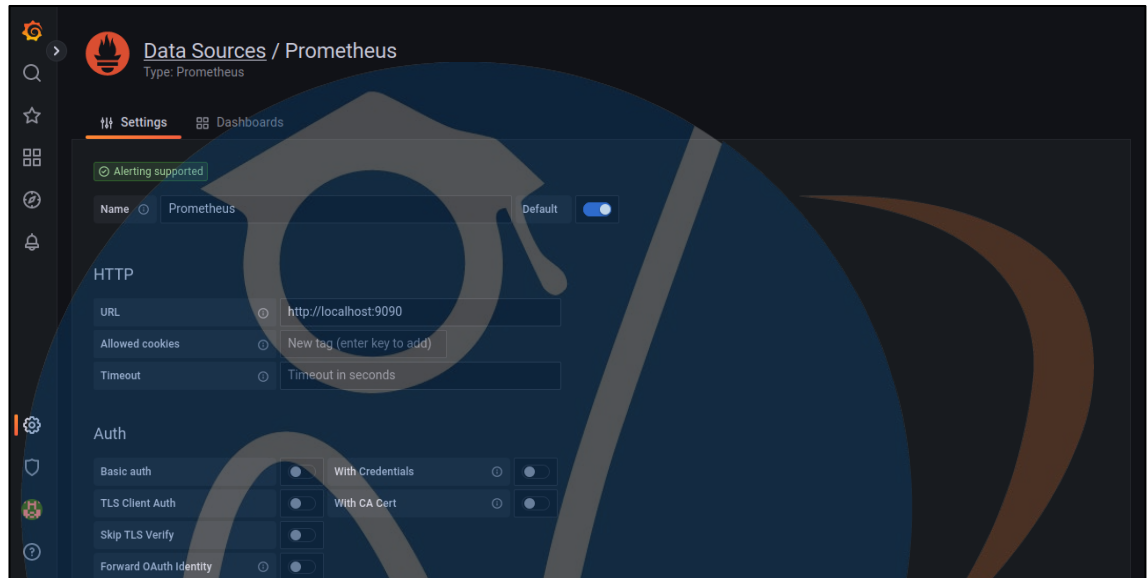 Data Sources / Prometheus
Type: Prometheus
Settings Dashboards
Alerting supported
Name Prometheus Default
HTTP
URL http://localhost:9090
Allowed cookies New tag (enter key to add)
Timeout Timeout in seconds
Auth
Basic auth With Credentials
TLS Client Auth With CA Cert
Skip TLS Verify
Forward OAuth Identity